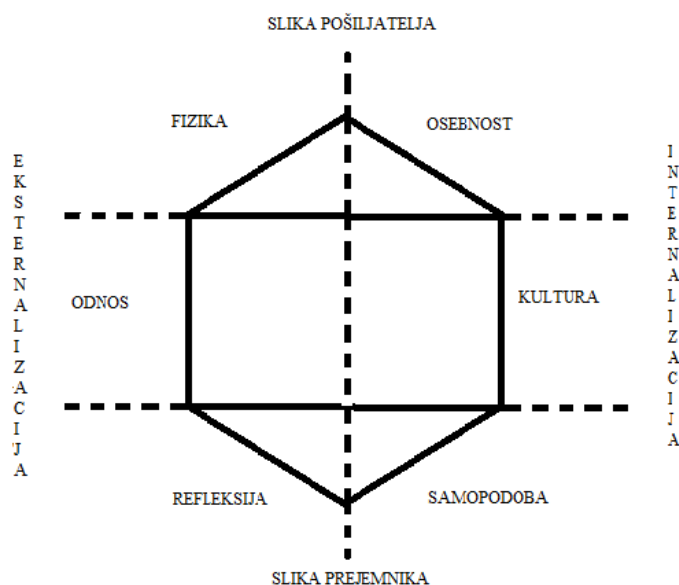 SLIKA POŠILJATELJA
FIZIKA
OSEBNOST
EKSTERNALIZACIJA
INTERNALIZACIJA
ODNOS
KULTURA
REFLEKSIJA
SAMOPODOBA
SLIKA PREJEMNIKA